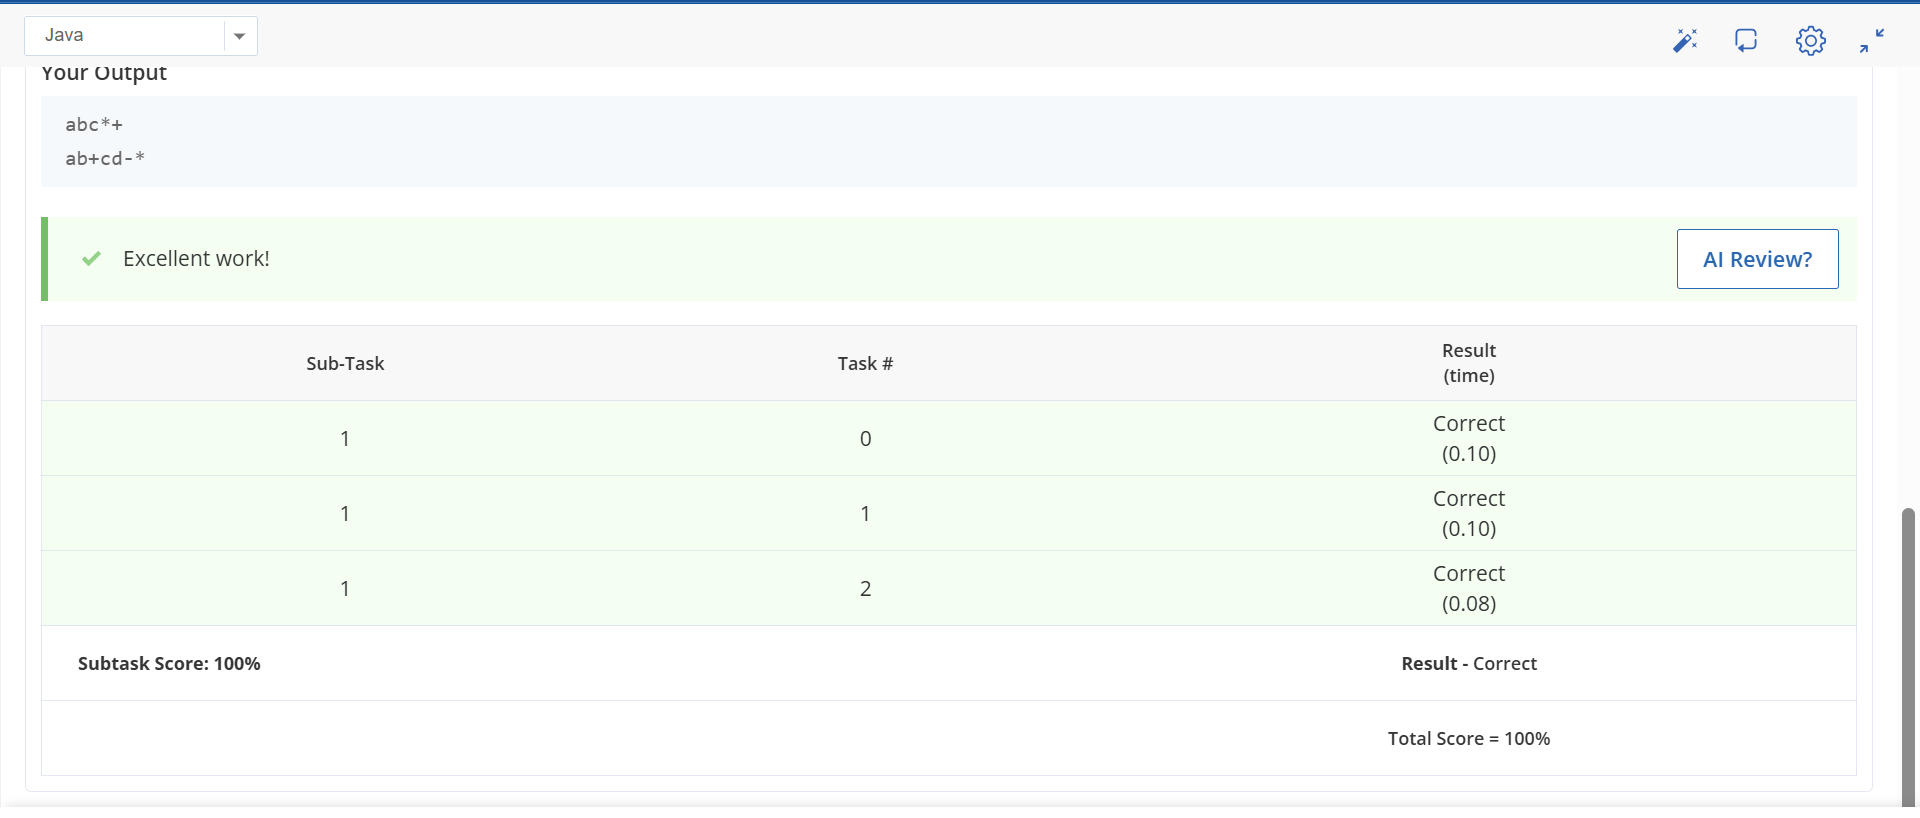 Java
Your Output
abc*+
ab+cd-*
Excellent work!
AI Review?
Sub-Task
Task #
Result
(time)
1
0
Correct
(0.10)
1
1
Correct
(0.10)
1
2
Correct
(0.08)
Subtask Score: 100%
Result - Correct
Total Score = 100%